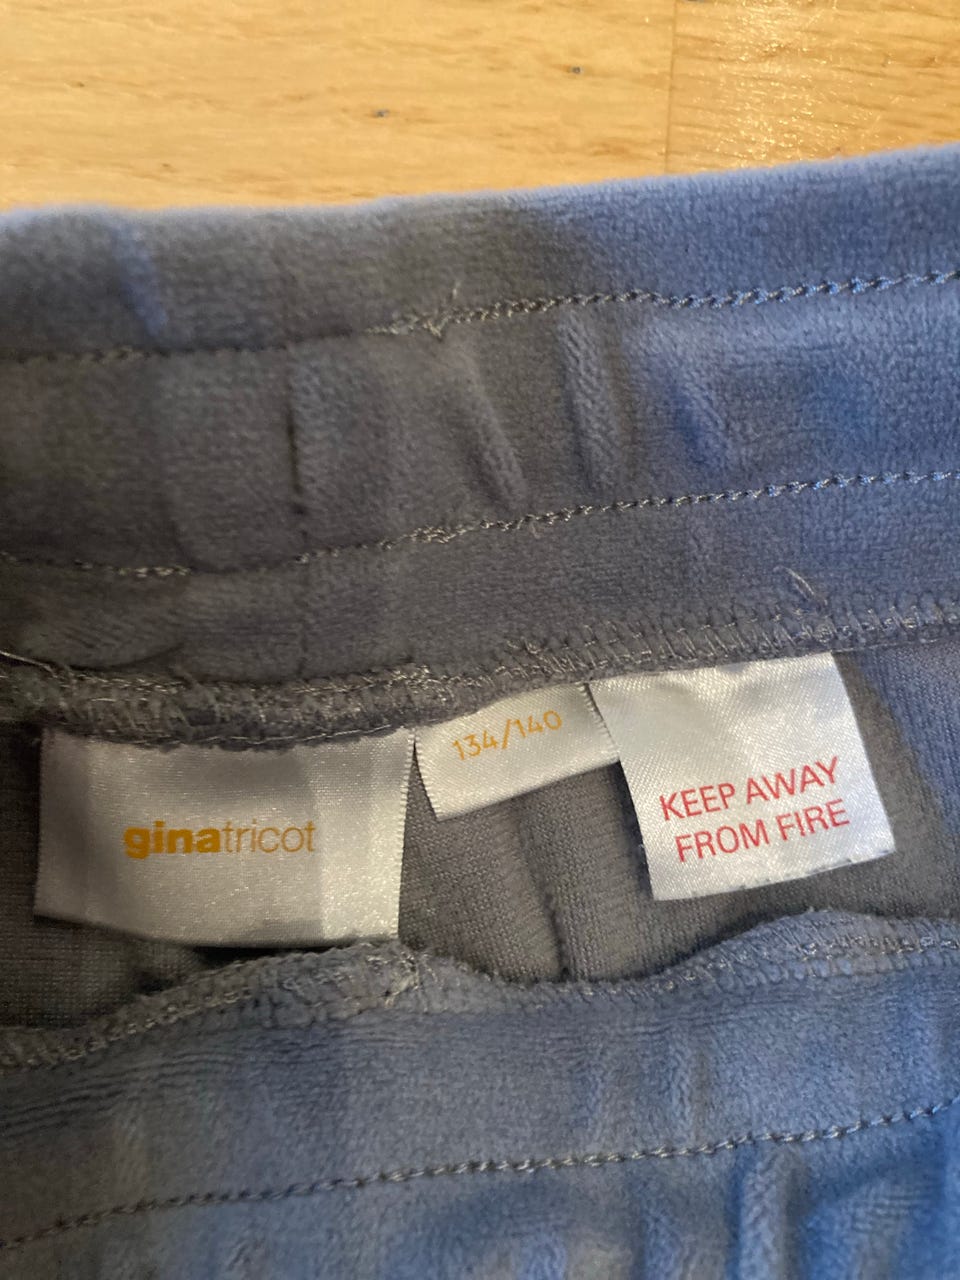 ginatricot
134/140
KEEP AWAY
FROM FIRE